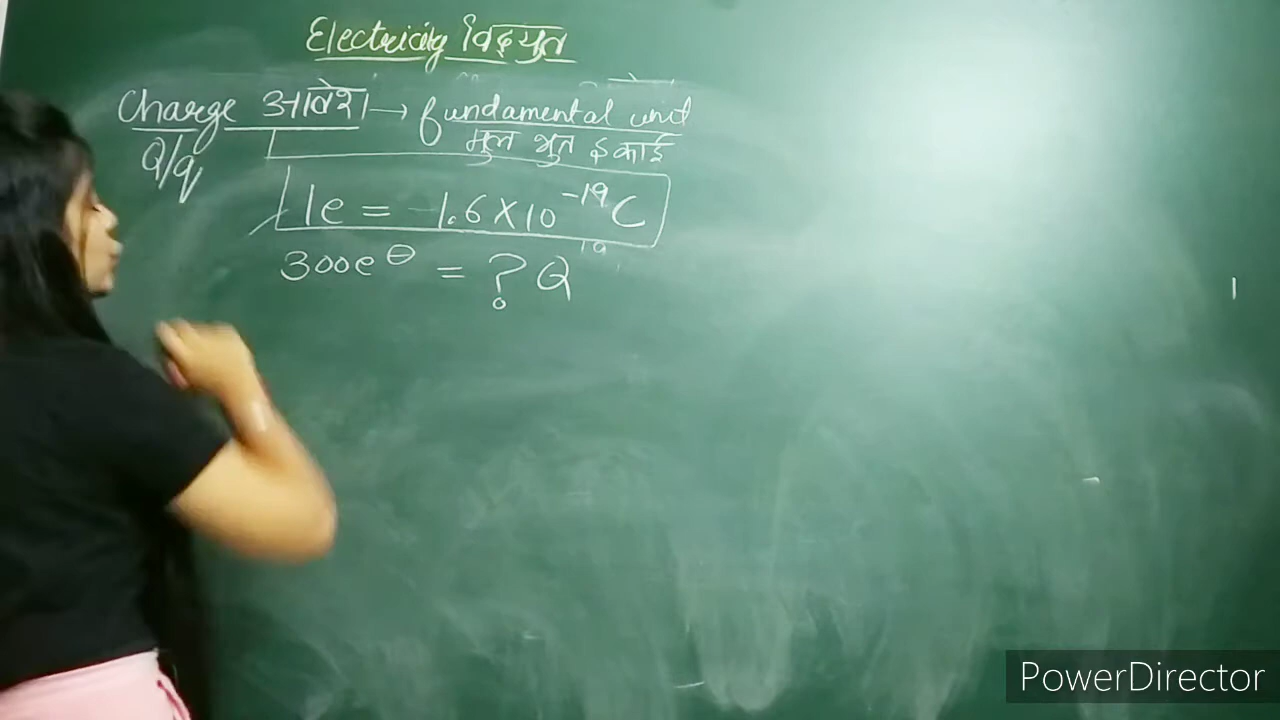 Electricity विद्युत
Charge आवेश → fundamental unit
Q/q मूल भूत इकाई
1e = -1.6 X 10⁻¹⁹ C
300e⊖ = ? Q
PowerDirector